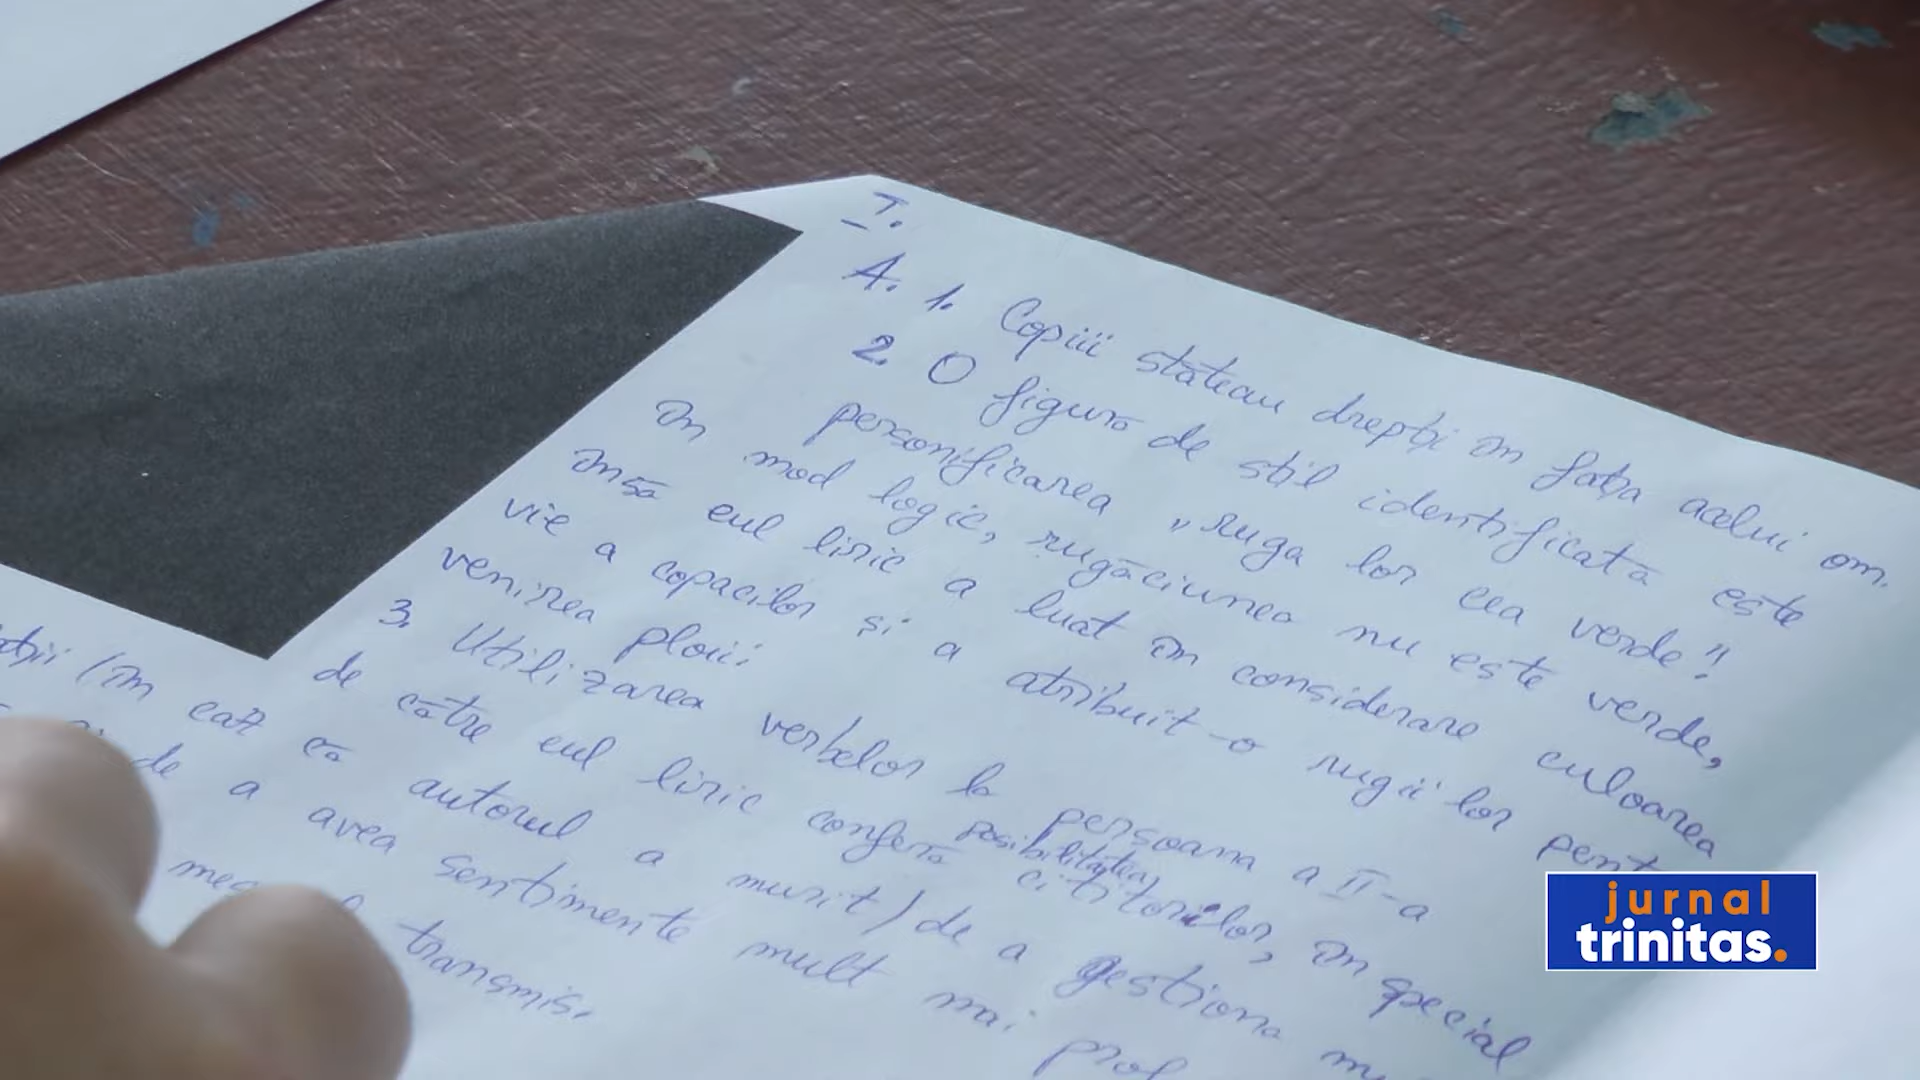 I.
A. 1. Copiii stăteau drepți în fața acelui om.
2. O figură de stil identificată este
personificarea „ruga lor cea verde".
În mod logic, rugăciunea nu este verde,
însă eul liric a luat în considerare culoarea
vie a copacilor și a atribuit-o rugii lor pent
venirea ploii;
3. Utilizarea verbelor la persoana a II-a
de către eul liric conferă posibilitatea cititorilor, în special
(în caz că autorul a murit) de a gestiona
de a avea sentimente mult mai prof
transmis.
jurnal
trinitas.